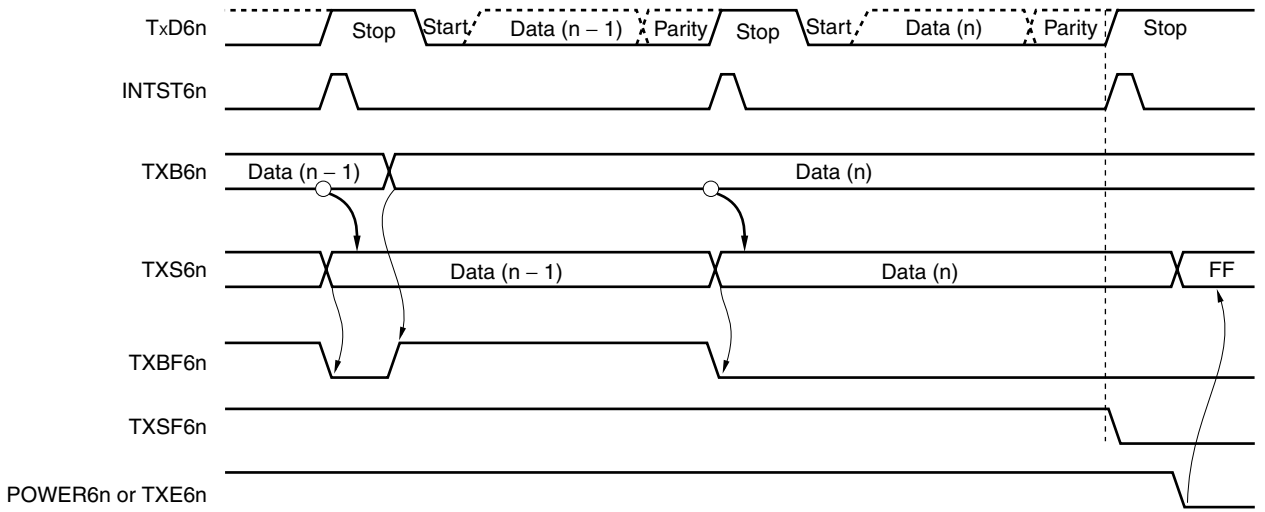 TxD6n Stop Start Data (n − 1) Parity Stop Start Data (n) Parity Stop
INTST6n
TXB6n Data (n − 1) Data (n)
TXS6n Data (n − 1) Data (n) FF
TXBF6n
TXSF6n
POWER6n or TXE6n